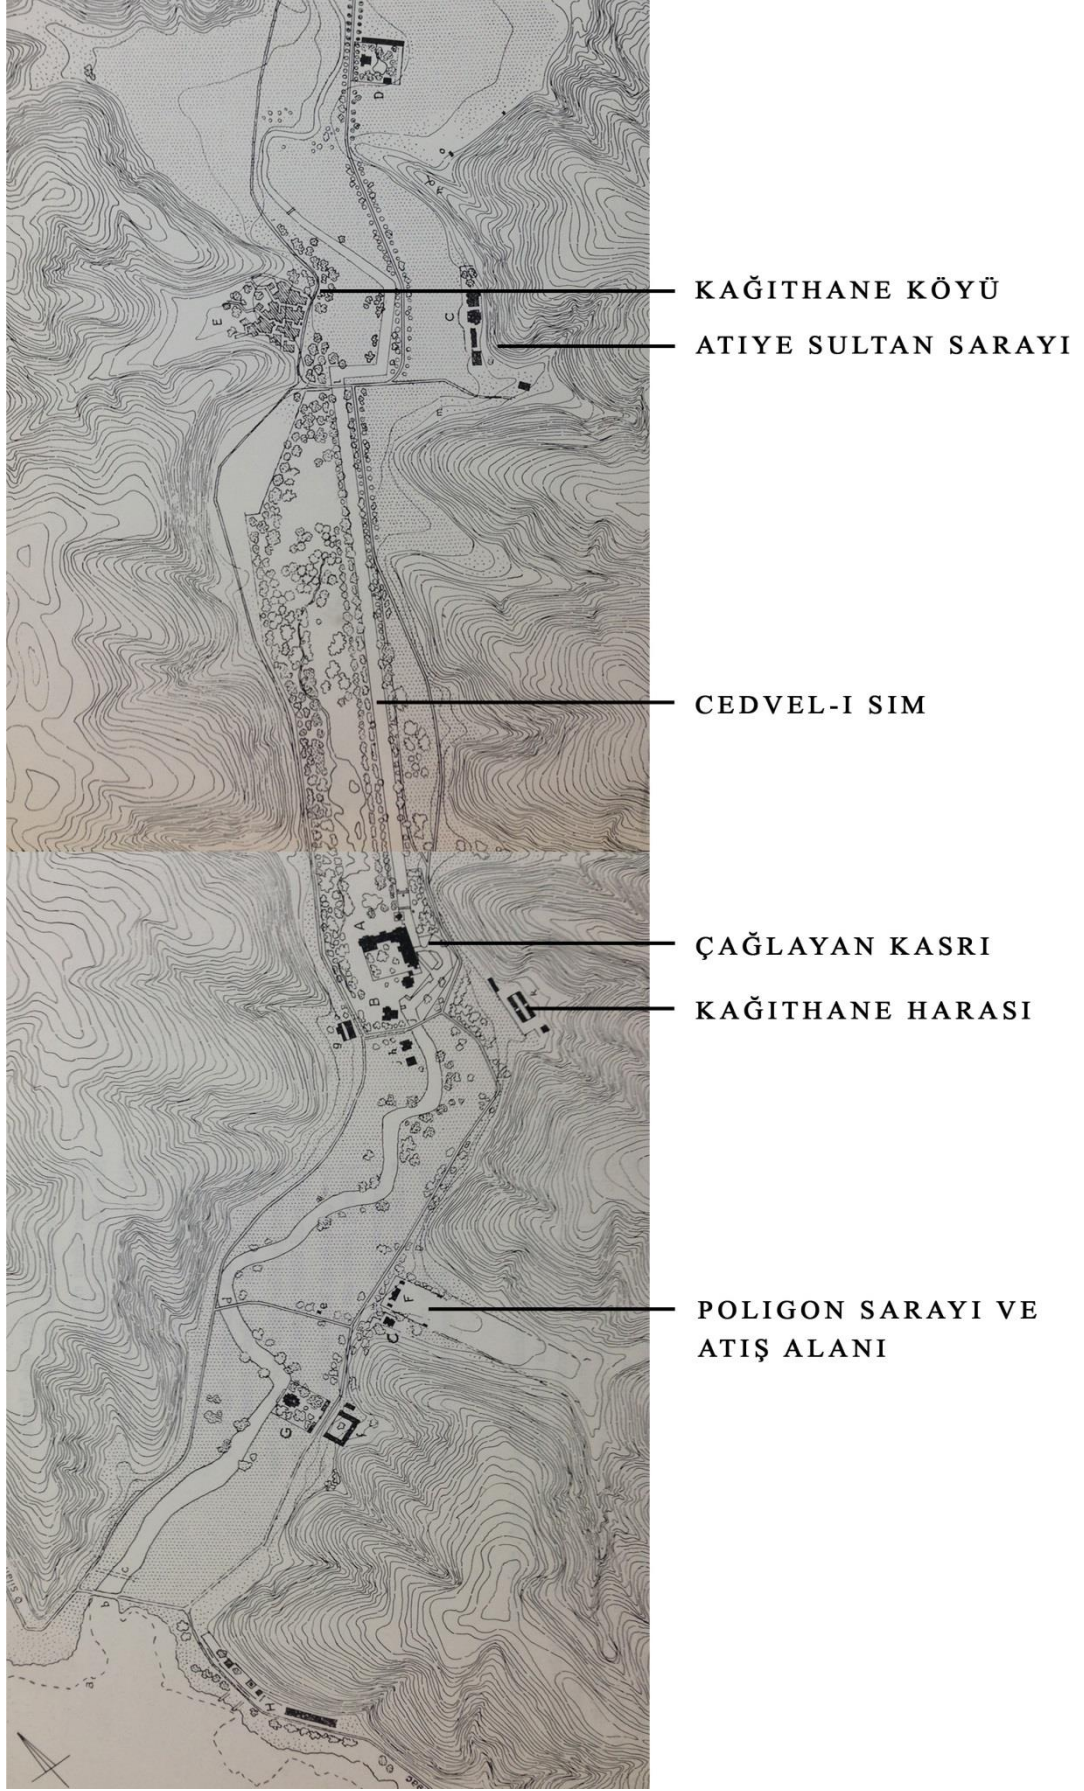 D
KAĞITHANE KÖYÜ
E
C
ATIYE SULTAN SARAYI
CEDVEL-I SIM
A
ÇAĞLAYAN KASRI
B
KAĞITHANE HARASI
g
h
j
F
POLIGON SARAYI VE
ATIŞ ALANI
C
d
e
G
f
c
H